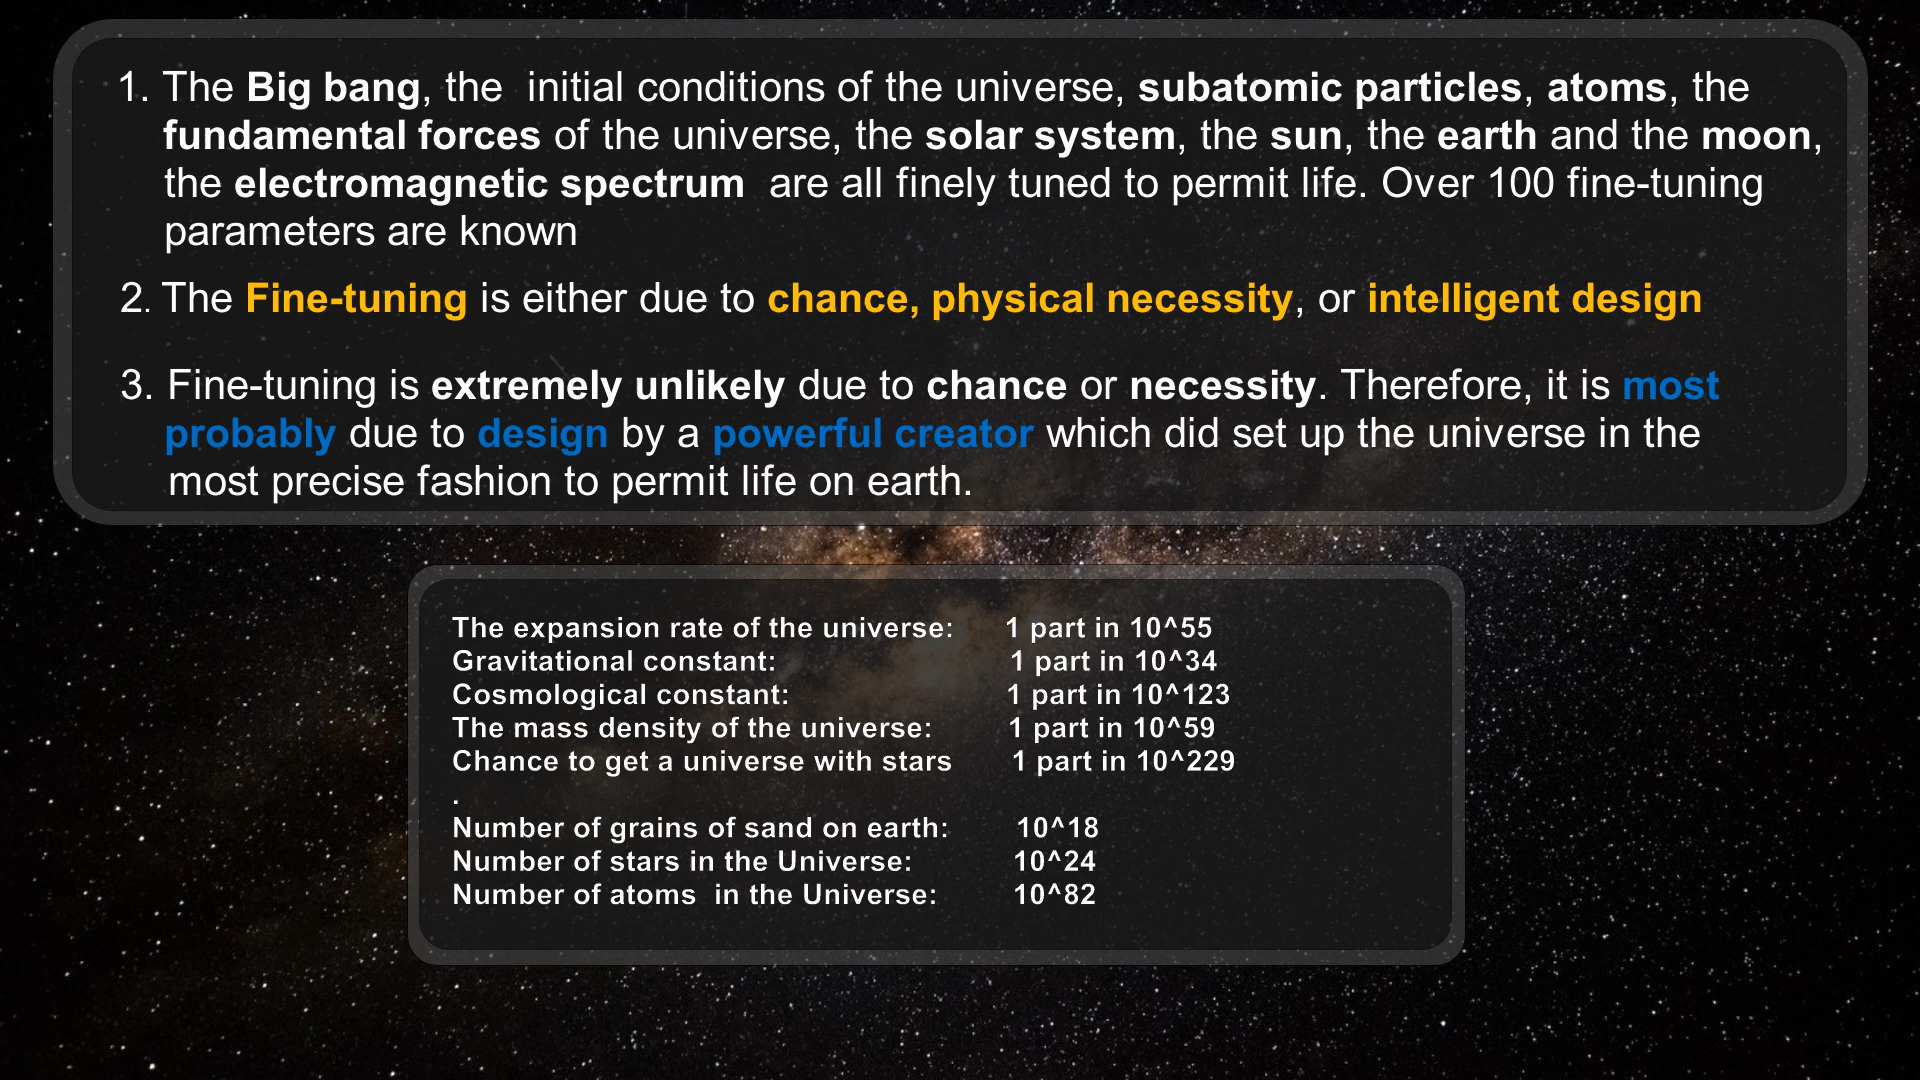 1. The Big bang, the  initial conditions of the universe, subatomic particles, atoms, the
fundamental forces of the universe, the solar system, the sun, the earth and the moon,
the electromagnetic spectrum  are all finely tuned to permit life. Over 100 fine-tuning
parameters are known
2. The Fine-tuning is either due to chance, physical necessity, or intelligent design
3. Fine-tuning is extremely unlikely due to chance or necessity. Therefore, it is most
probably due to design by a powerful creator which did set up the universe in the
most precise fashion to permit life on earth.
The expansion rate of the universe: 1 part in 10^55
Gravitational constant: 1 part in 10^34
Cosmological constant: 1 part in 10^123
The mass density of the universe: 1 part in 10^59
Chance to get a universe with stars 1 part in 10^229
.
Number of grains of sand on earth: 10^18
Number of stars in the Universe: 10^24
Number of atoms  in the Universe: 10^82